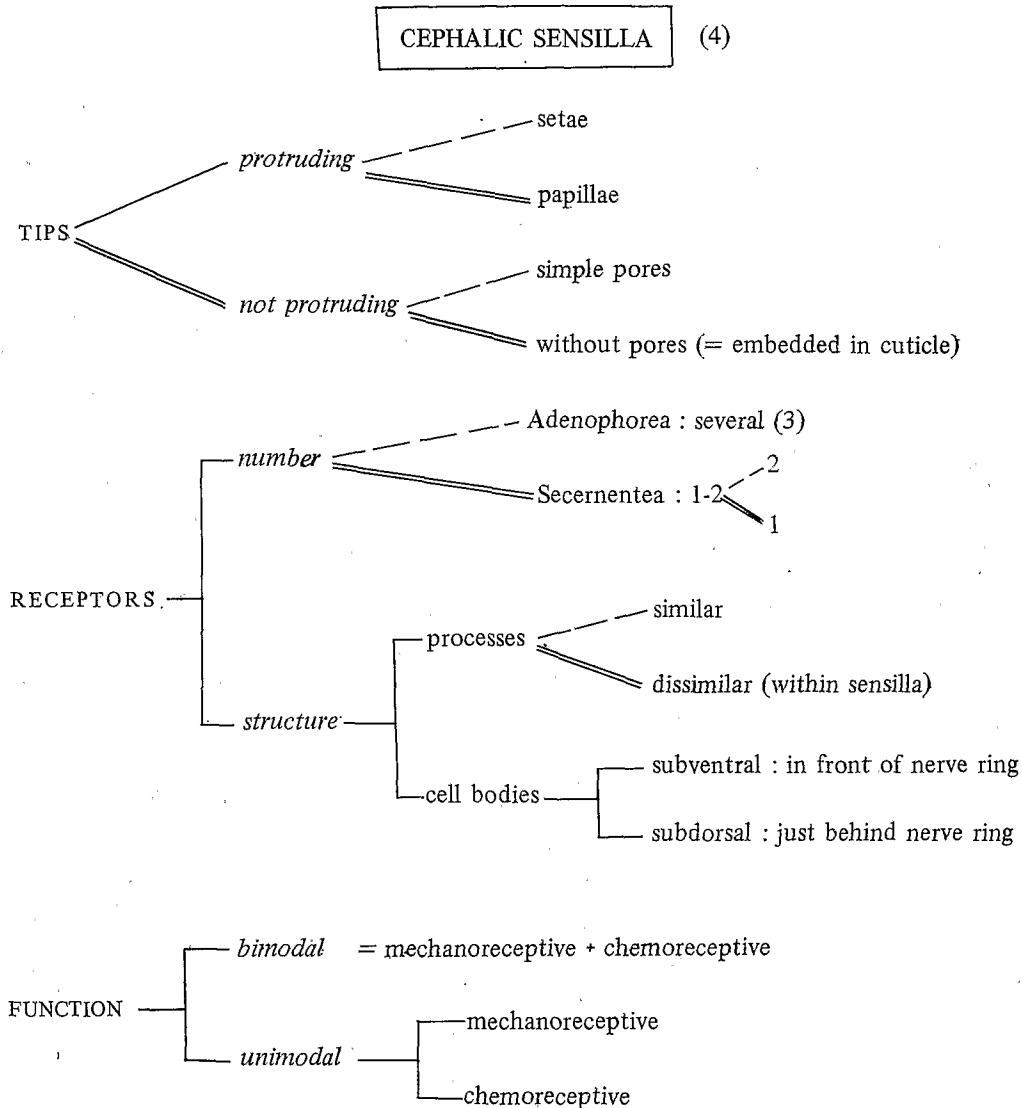 CEPHALIC SENSILLA (4)
setae
protruding
papillae
TIPS
simple pores
not protruding
without pores (= embedded in cuticle)
Adenophorea : several (3)
number
2
Secernentea : 1-2
1
RECEPTORS
similar
processes
dissimilar (within sensilla)
structure
subventral : in front of nerve ring
cell bodies
subdorsal : just behind nerve ring
bimodal = mechanoreceptive + chemoreceptive
FUNCTION
mechanoreceptive
unimodal
chemoreceptive